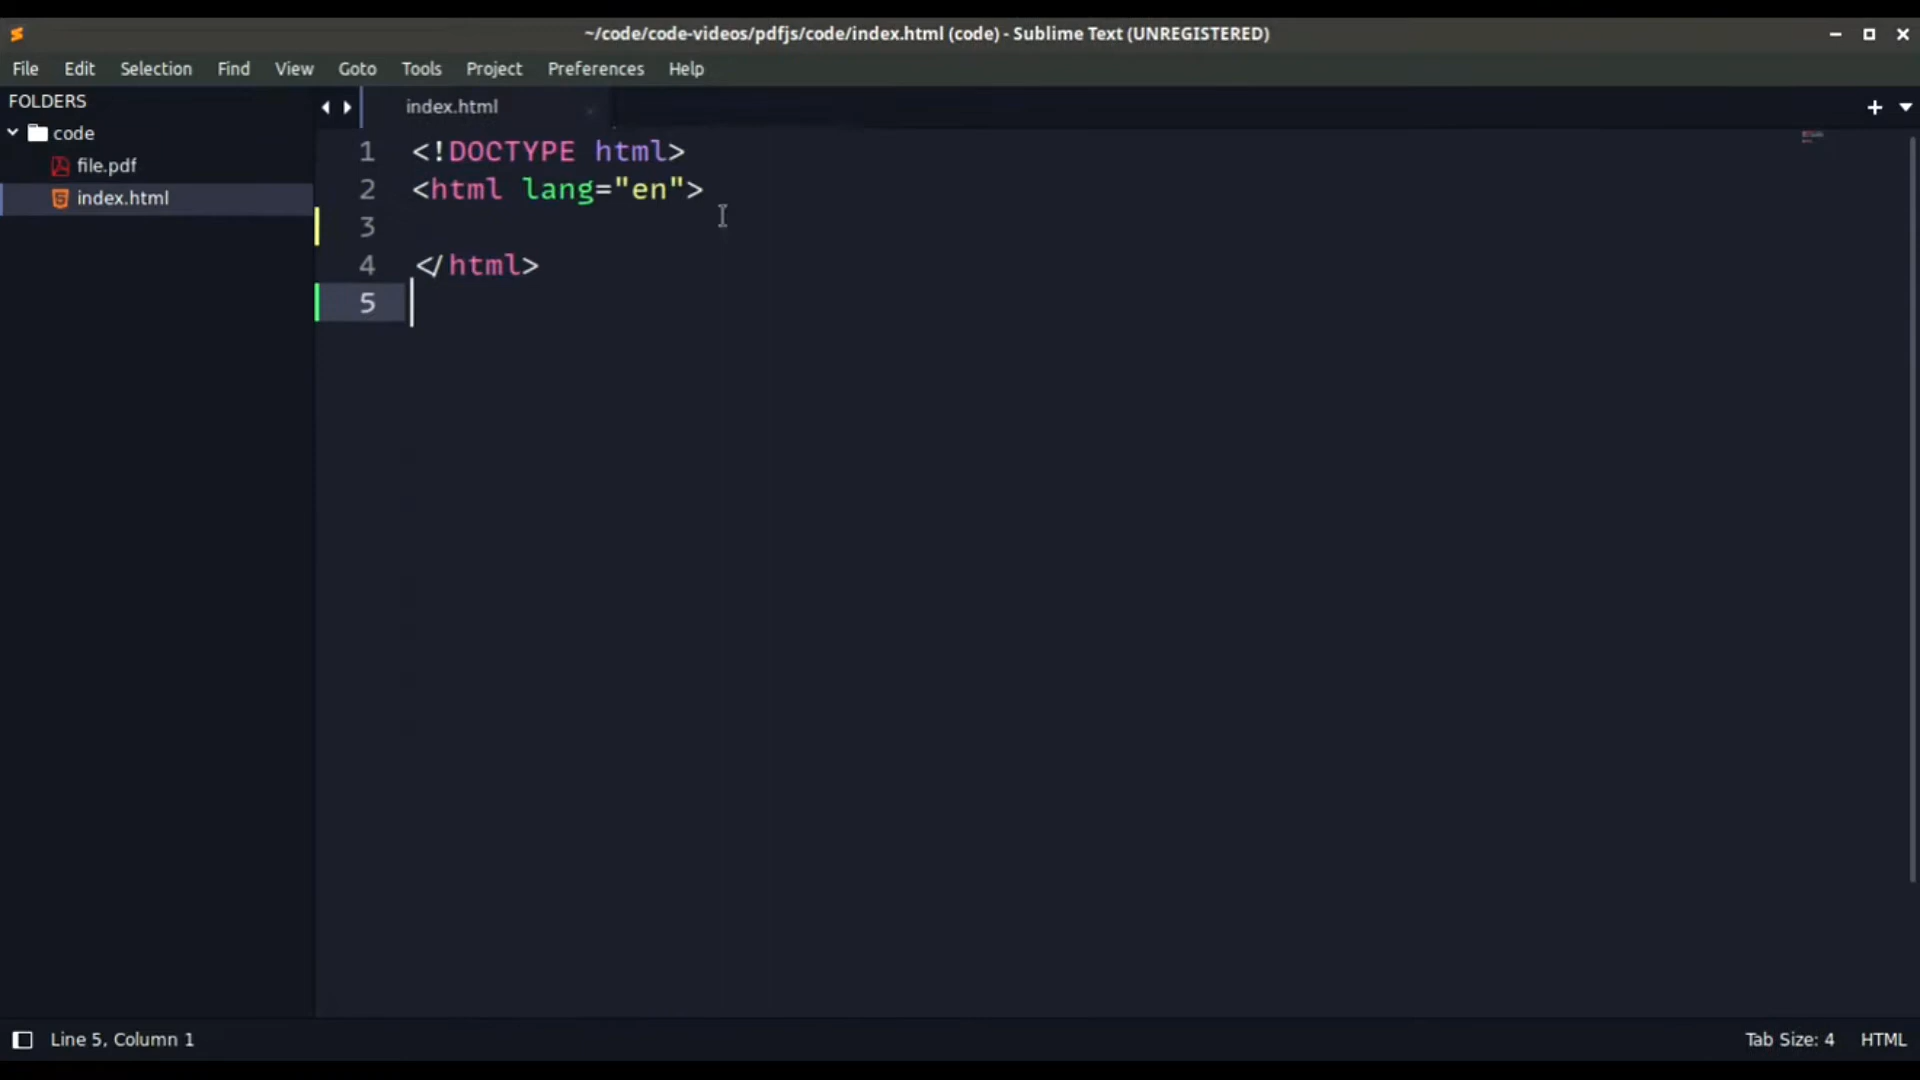 ~/code/code-videos/pdfjs/code/index.html (code) - Sublime Text (UNREGISTERED)
File Edit Selection Find View Goto Tools Project Preferences Help
FOLDERS
code
file.pdf
index.html
index.html
1 <!DOCTYPE html>
2 <html lang="en">
3
4 </html>
5
Line 5, Column 1
Tab Size: 4 HTML